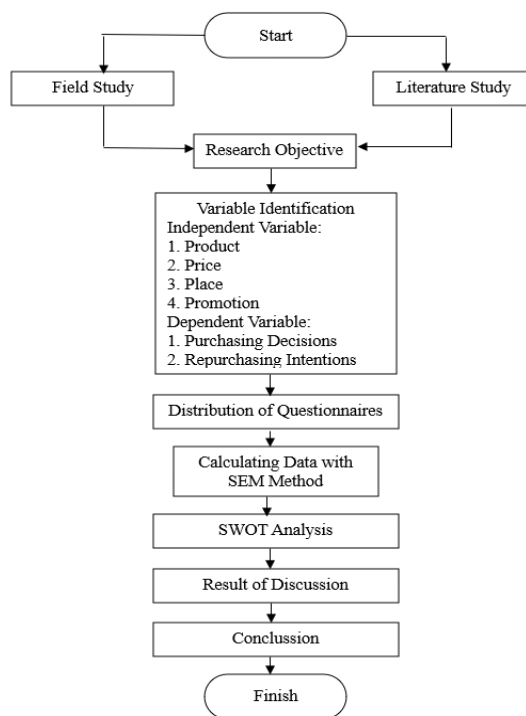 Start
Field Study
Literature Study
Research Objective
Variable Identification
Independent Variable:
1. Product
2. Price
3. Place
4. Promotion
Dependent Variable:
1. Purchasing Decisions
2. Repurchasing Intentions
Distribution of Questionnaires
Calculating Data with
SEM Method
SWOT Analysis
Result of Discussion
Conclussion
Finish